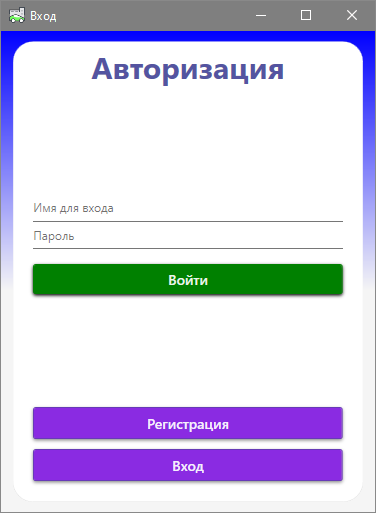 Вход
Авторизация
Имя для входа
Пароль
Войти
Регистрация
Вход